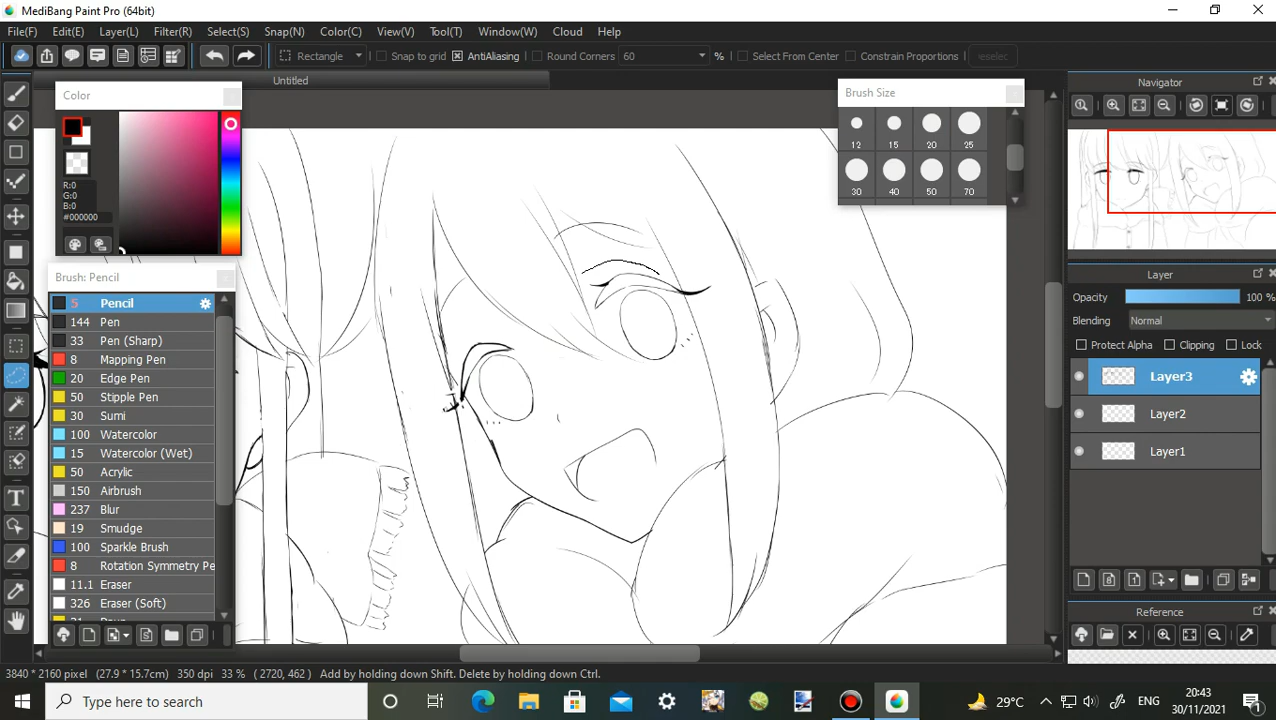 MediBang Paint Pro (64bit)
File(F) Edit(E) Layer(L) Filter(R) Select(S) Snap(N) Color(C) View(V) Tool(T) Window(W) Cloud Help
Rectangle Snap to grid AntiAliasing Round Corners 60 % Select From Center Constrain Proportions
Untitled
Color
R:0
G:0
B:0
#000000
Brush Size
12 15 20 25
30 40 50 70
Brush: Pencil
5 Pencil
144 Pen
33 Pen (Sharp)
8 Mapping Pen
20 Edge Pen
50 Stipple Pen
30 Sumi
100 Watercolor
15 Watercolor (Wet)
50 Acrylic
150 Airbrush
237 Blur
19 Smudge
100 Sparkle Brush
8 Rotation Symmetry Pe
11.1 Eraser
326 Eraser (Soft)
Navigator
Layer
Opacity 100 %
Blending Normal
Protect Alpha Clipping Lock
Layer3
Layer2
Layer1
Reference
3840 * 2160 pixel (27.9 * 15.7cm) 350 dpi 33 % ( 2720, 462 ) Add by holding down Shift. Delete by holding down Ctrl.
Type here to search
29°C ENG
20:43
30/11/2021